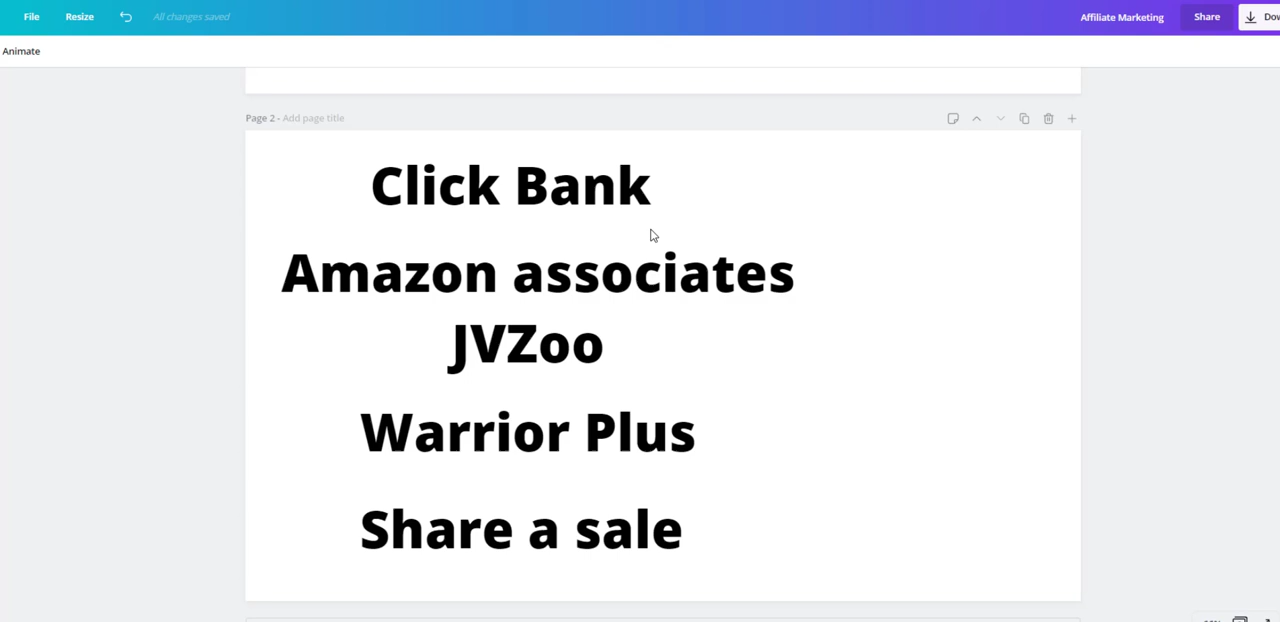 File Resize All changes saved Affiliate Marketing Share Dow
Animate
Page 2 - Add page title
Click Bank
Amazon associates
JVZoo
Warrior Plus
Share a sale